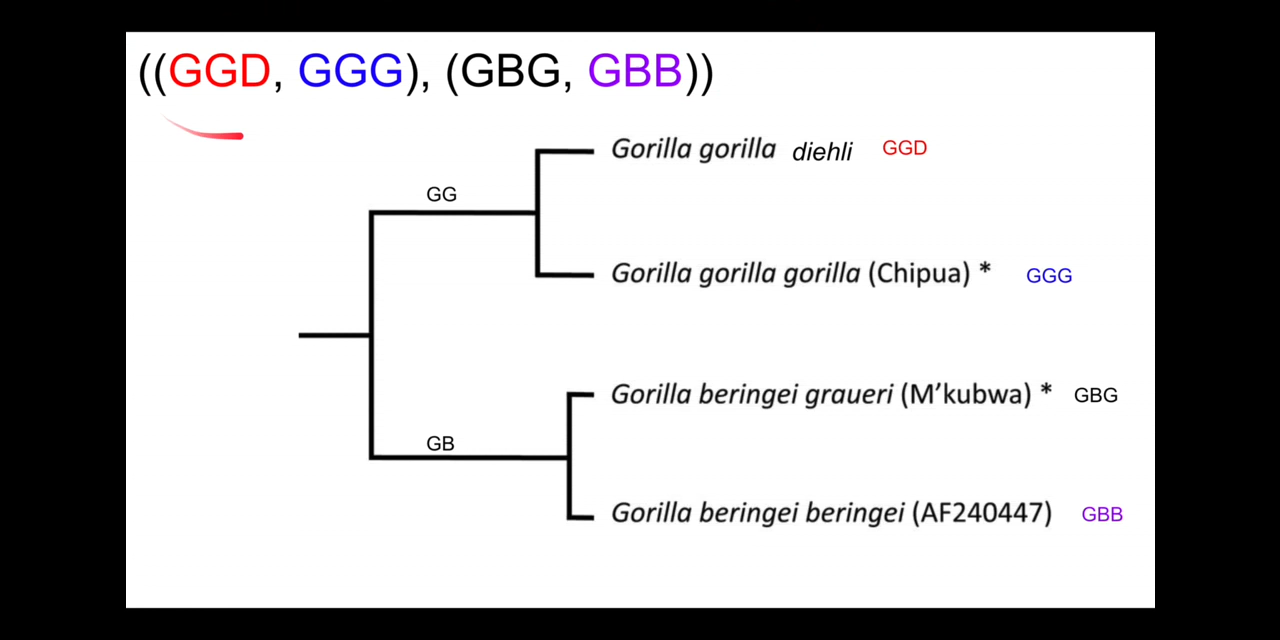 ((GGD, GGG), (GBG, GBB))
Gorilla gorilla diehli GGD
GG
Gorilla gorilla gorilla (Chipua) * GGG
Gorilla beringei graueri (M’kubwa) * GBG
GB
Gorilla beringei beringei (AF240447) GBB